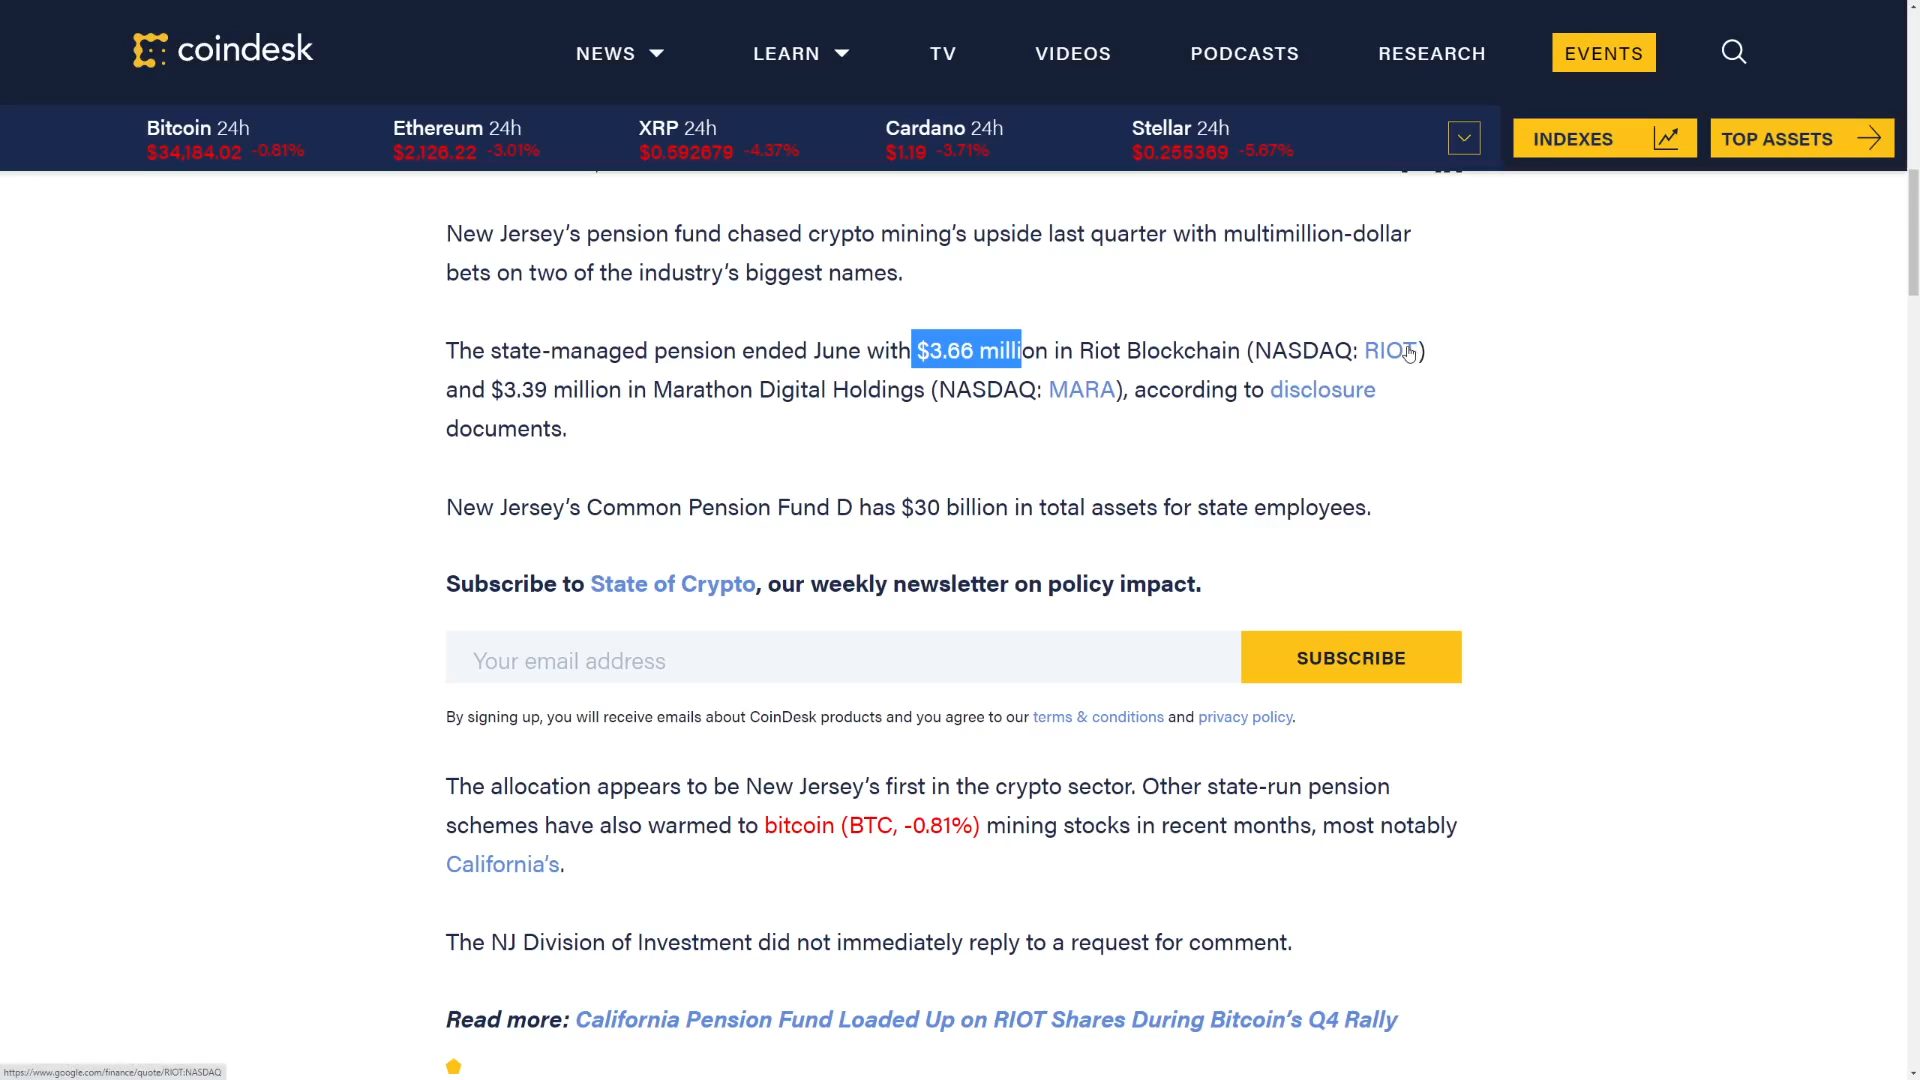 coindesk
NEWS LEARN TV VIDEOS PODCASTS RESEARCH EVENTS
Bitcoin 24h Ethereum 24h XRP 24h Cardano 24h Stellar 24h
$34,184.02 -0.81% $2,126.22 -3.01% $0.592679 -4.37% $1.19 -3.71% $0.255369 -5.67%
INDEXES TOP ASSETS
New Jersey’s pension fund chased crypto mining’s upside last quarter with multimillion-dollar
bets on two of the industry’s biggest names.
The state-managed pension ended June with $3.66 million in Riot Blockchain (NASDAQ: RIOT)
and $3.39 million in Marathon Digital Holdings (NASDAQ: MARA), according to disclosure
documents.
New Jersey’s Common Pension Fund D has $30 billion in total assets for state employees.
Subscribe to State of Crypto, our weekly newsletter on policy impact.
Your email address
SUBSCRIBE
By signing up, you will receive emails about CoinDesk products and you agree to our terms & conditions and privacy policy.
The allocation appears to be New Jersey’s first in the crypto sector. Other state-run pension
schemes have also warmed to bitcoin (BTC, -0.81%) mining stocks in recent months, most notably
California’s.
The NJ Division of Investment did not immediately reply to a request for comment.
Read more: California Pension Fund Loaded Up on RIOT Shares During Bitcoin’s Q4 Rally
https://www.google.com/finance/quote/RIOT:NASDAQ